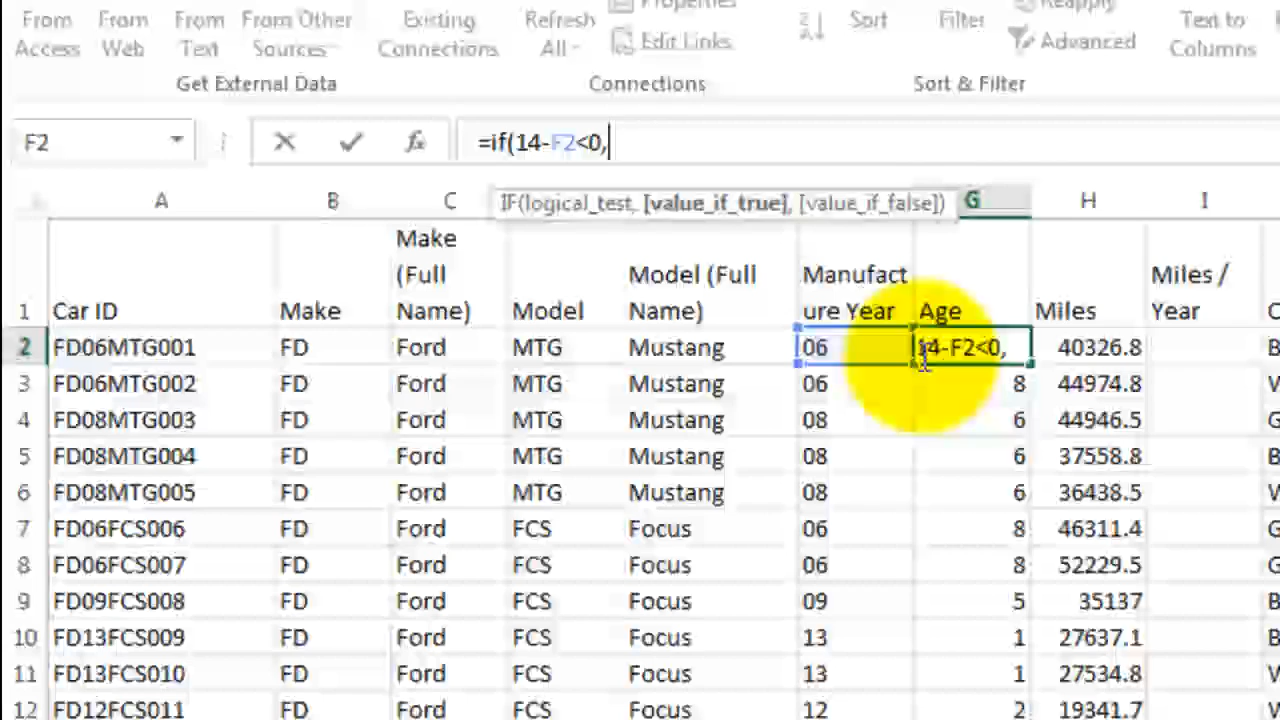 From Access From Web From Text From Other Sources Existing Connections Refresh All Properties Edit Links Sort Filter Reapply Advanced Text to Columns
Get External Data Connections Sort & Filter
F2 fx =if(14-F2<0,
IF(logical_test, [value_if_true], [value_if_false])
A B C G H I
1 Car ID Make Make (Full Name) Model Model (Full Name) Manufacture Year Age Miles Miles / Year
2 FD06MTG001 FD Ford MTG Mustang 06 14-F2<0, 40326.8
3 FD06MTG002 FD Ford MTG Mustang 06 8 44974.8
4 FD08MTG003 FD Ford MTG Mustang 08 6 44946.5
5 FD08MTG004 FD Ford MTG Mustang 08 6 37558.8
6 FD08MTG005 FD Ford MTG Mustang 08 6 36438.5
7 FD06FCS006 FD Ford FCS Focus 06 8 46311.4
8 FD06FCS007 FD Ford FCS Focus 06 8 52229.5
9 FD09FCS008 FD Ford FCS Focus 09 5 35137
10 FD13FCS009 FD Ford FCS Focus 13 1 27637.1
11 FD13FCS010 FD Ford FCS Focus 13 1 27534.8
12 FD12FCS011 FD Ford FCS Focus 12 2 19341.7